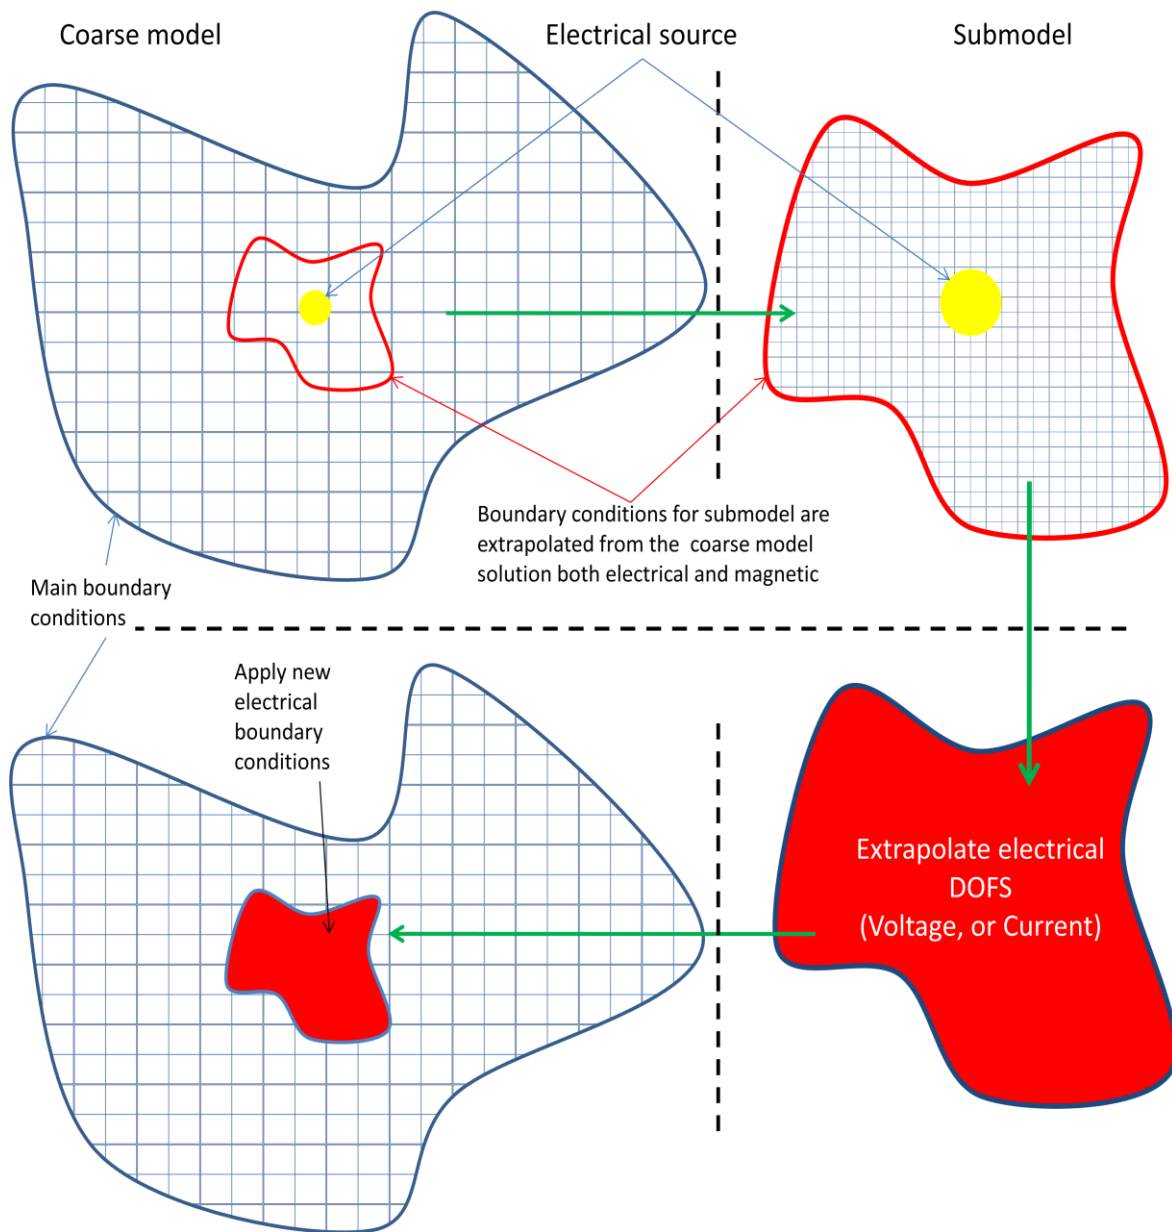 Coarse model
Electrical source
Submodel
Boundary conditions for submodel are
extrapolated from the coarse model
solution both electrical and magnetic
Main boundary
conditions
Apply new
electrical
boundary
conditions
Extrapolate electrical
DOFS
(Voltage, or Current)